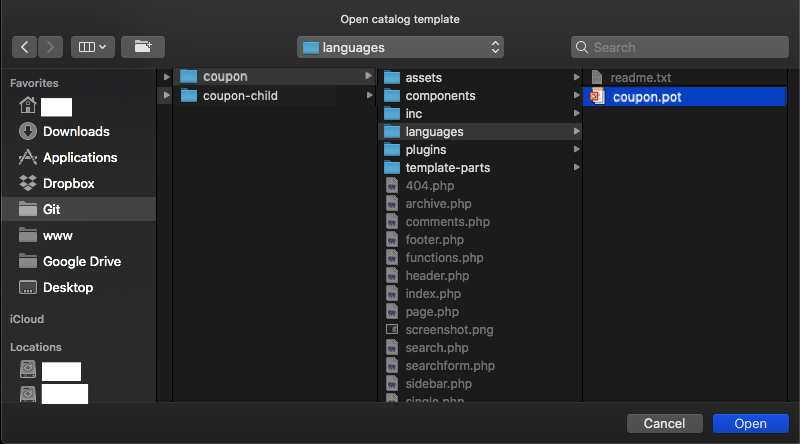 Open catalog template
languages
Search
Favorites
Downloads
Applications
Dropbox
Git
www
Google Drive
Desktop
iCloud
Locations
coupon
coupon-child
assets
components
inc
languages
plugins
template-parts
404.php
archive.php
comments.php
footer.php
functions.php
header.php
index.php
page.php
screenshot.png
search.php
searchform.php
sidebar.php
single.php
readme.txt
coupon.pot
Cancel
Open